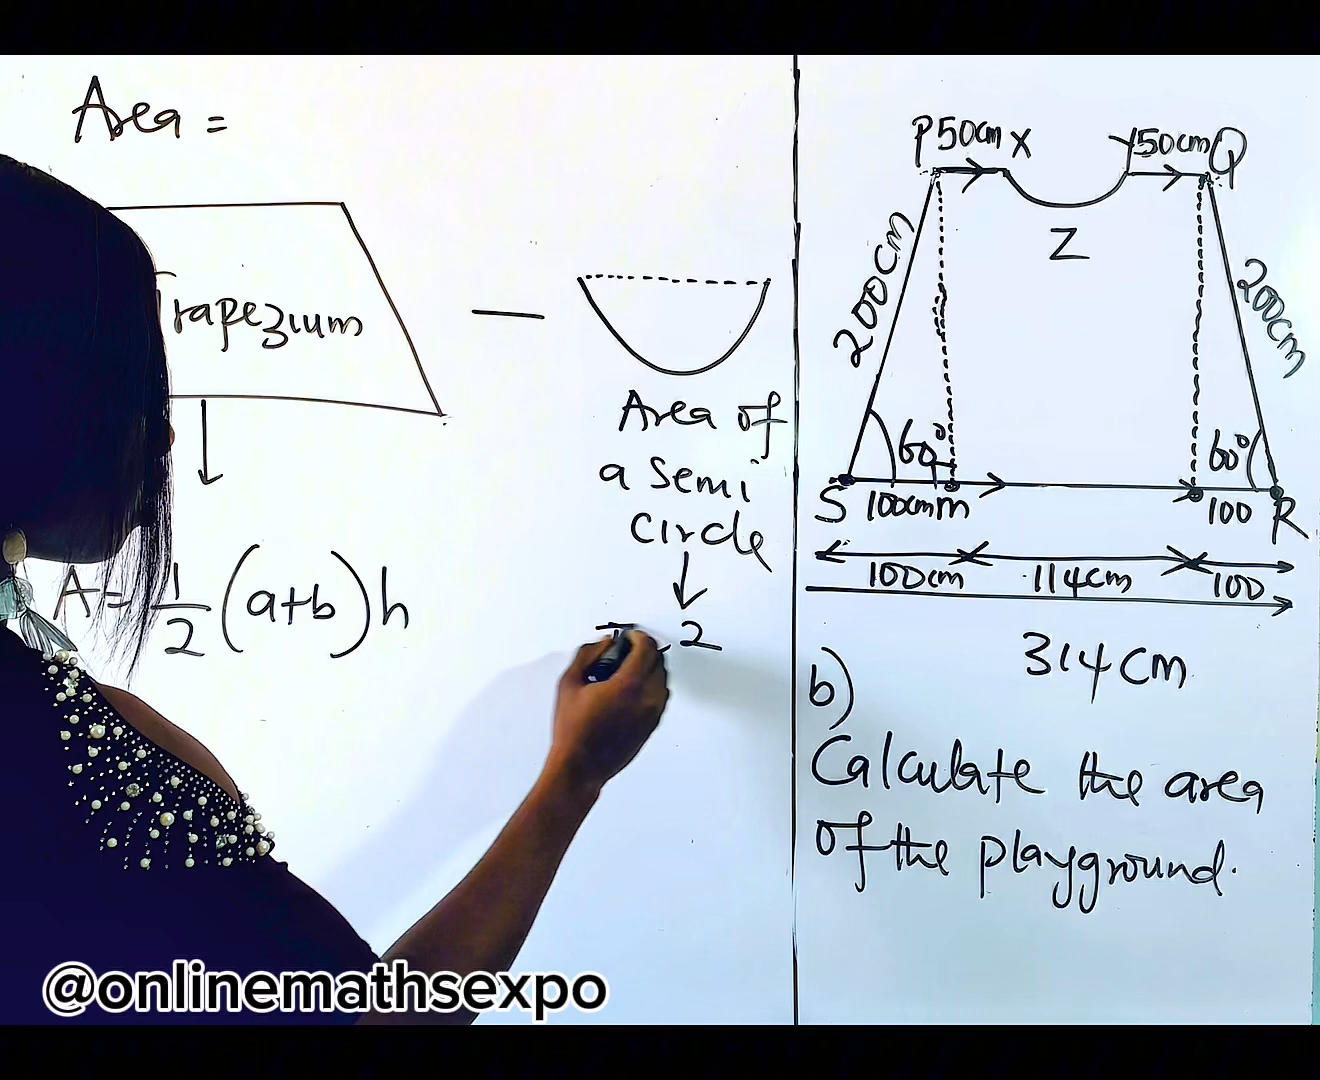 Area =
Trapezium
—
Area of
a semi
circle
A = 1/2 (a+b)h
2
P 50cm X
Y 50cm Q
Z
200cm
200cm
60°
60°
S 100cm m
100 R
100cm 114cm 100
314cm
b)
Calculate the area
of the playground.
@onlinemathsexpo